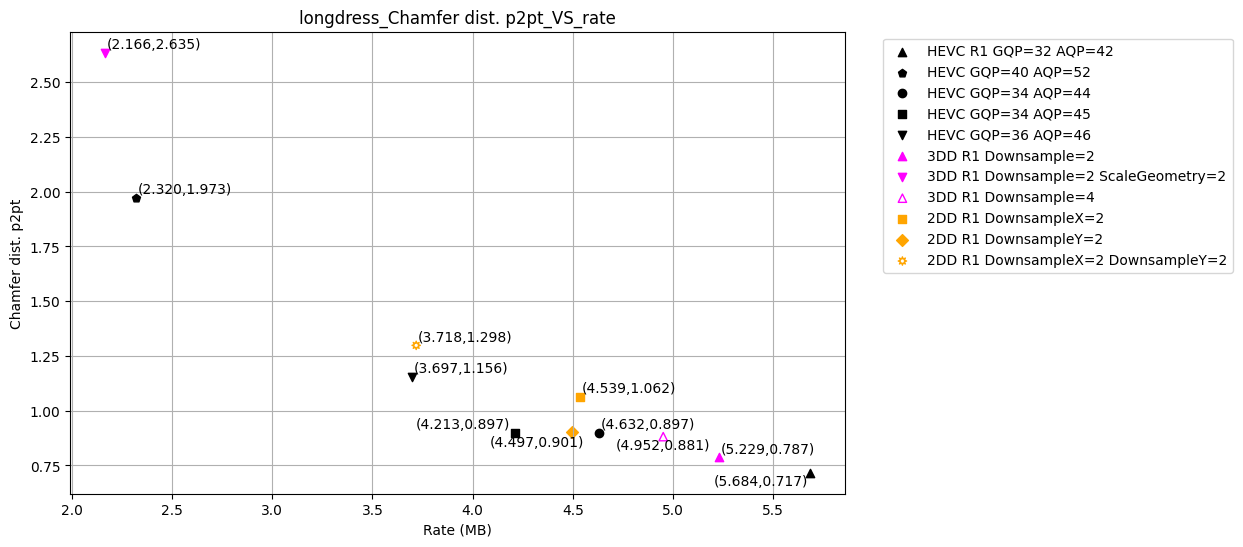 longdress_Chamfer dist. p2pt_VS_rate
Chamfer dist. p2pt
2.50
2.25
2.00
1.75
1.50
1.25
1.00
0.75
(2.166,2.635)
(2.320,1.973)
(3.718,1.298)
(3.697,1.156)
(4.539,1.062)
(4.213,0.897)
(4.632,0.897)
(4.497,0.901)
(4.952,0.881)
(5.229,0.787)
(5.684,0.717)
2.0
2.5
3.0
3.5
4.0
4.5
5.0
5.5
Rate (MB)
HEVC R1 GQP=32 AQP=42
HEVC GQP=40 AQP=52
HEVC GQP=34 AQP=44
HEVC GQP=34 AQP=45
HEVC GQP=36 AQP=46
3DD R1 Downsample=2
3DD R1 Downsample=2 ScaleGeometry=2
3DD R1 Downsample=4
2DD R1 DownsampleX=2
2DD R1 DownsampleY=2
2DD R1 DownsampleX=2 DownsampleY=2